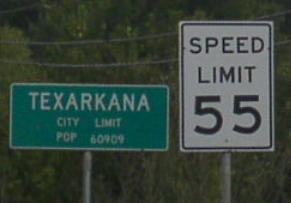 TEXARKANA
CITY LIMIT
POP 60909
SPEED
LIMIT
55